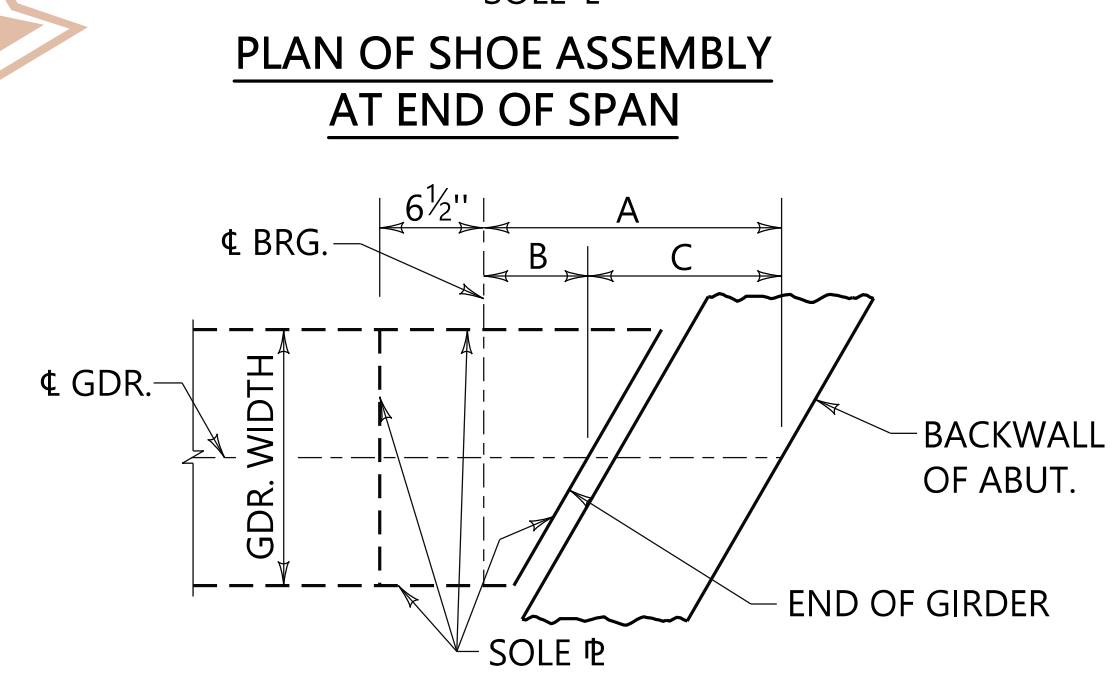 PLAN OF SHOE ASSEMBLY
AT END OF SPAN
6½"
A
℄ BRG.
B
C
℄ GDR.
GDR. WIDTH
BACKWALL
OF ABUT.
END OF GIRDER
SOLE ⅊